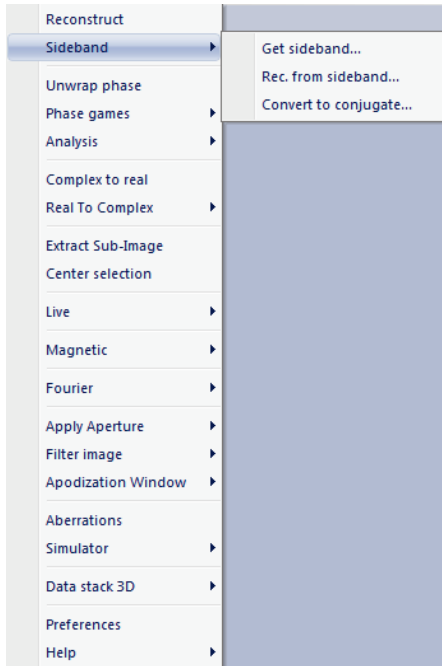 Reconstruct
Sideband
Get sideband...
Rec. from sideband...
Convert to conjugate...
Unwrap phase
Phase games
Analysis
Complex to real
Real To Complex
Extract Sub-Image
Center selection
Live
Magnetic
Fourier
Apply Aperture
Filter image
Apodization Window
Aberrations
Simulator
Data stack 3D
Preferences
Help